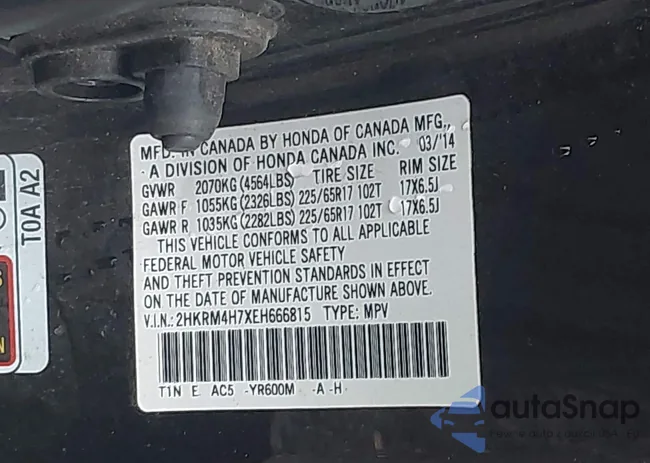 MFD. IN CANADA BY HONDA OF CANADA MFG.,
A DIVISION OF HONDA CANADA INC. 03/'14
GVWR 2070KG (4564LBS) TIRE SIZE RIM SIZE
GAWR F 1055KG (2326LBS) 225/65R17 102T 17X6.5J
GAWR R 1035KG (2282LBS) 225/65R17 102T 17X6.5J
THIS VEHICLE CONFORMS TO ALL APPLICABLE
FEDERAL MOTOR VEHICLE SAFETY
AND THEFT PREVENTION STANDARDS IN EFFECT
ON THE DATE OF MANUFACTURE SHOWN ABOVE.
V.I.N.: 2HKRM4H7XEH666815 TYPE: MPV
T1N E AC5 -YR600M -A-H-
T0A A2
autoSnap